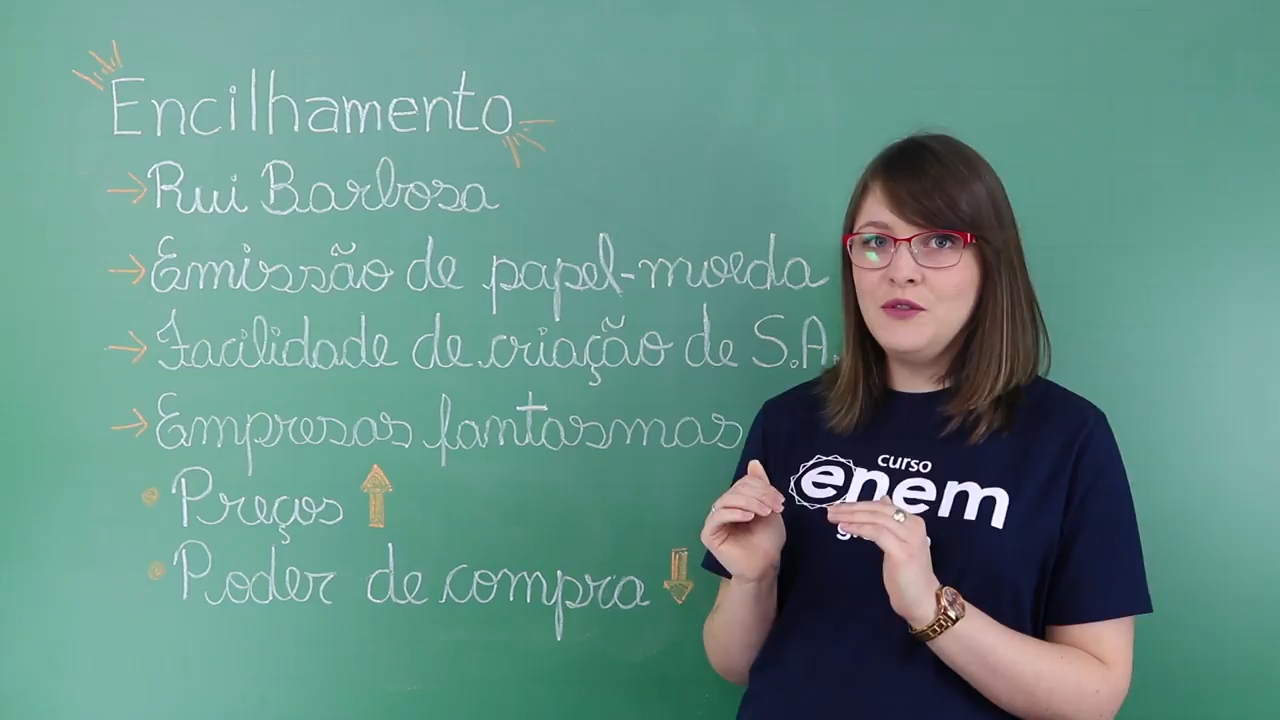 Encilhamento
→ Rui Barbosa
→ Emissão de papel-moeda
→ Facilidade de criação de S.A.
→ Empresas fantasmas
• Preços ↑
• Poder de compra ↓
curso
enem